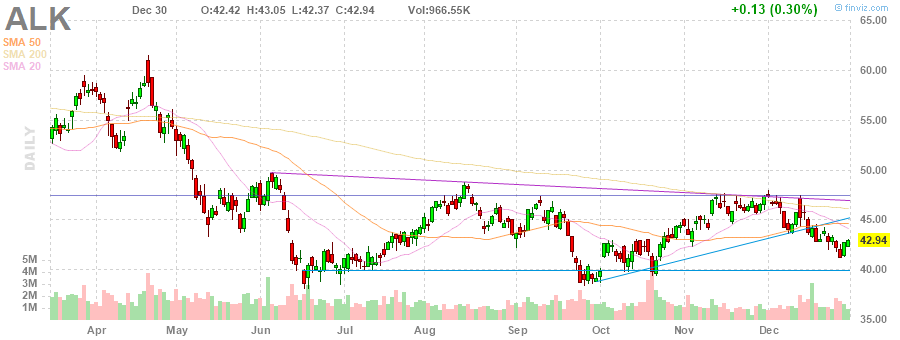 ALK Dec 30 O:42.42 H:43.05 L:42.37 C:42.94 Vol:966.55K +0.13 (0.30%) finviz.com
SMA 50
SMA 200
SMA 20
DAILY
65.00
60.00
55.00
50.00
45.00
42.94
40.00
35.00
5M
4M
3M
2M
1M
Apr May Jun Jul Aug Sep Oct Nov Dec